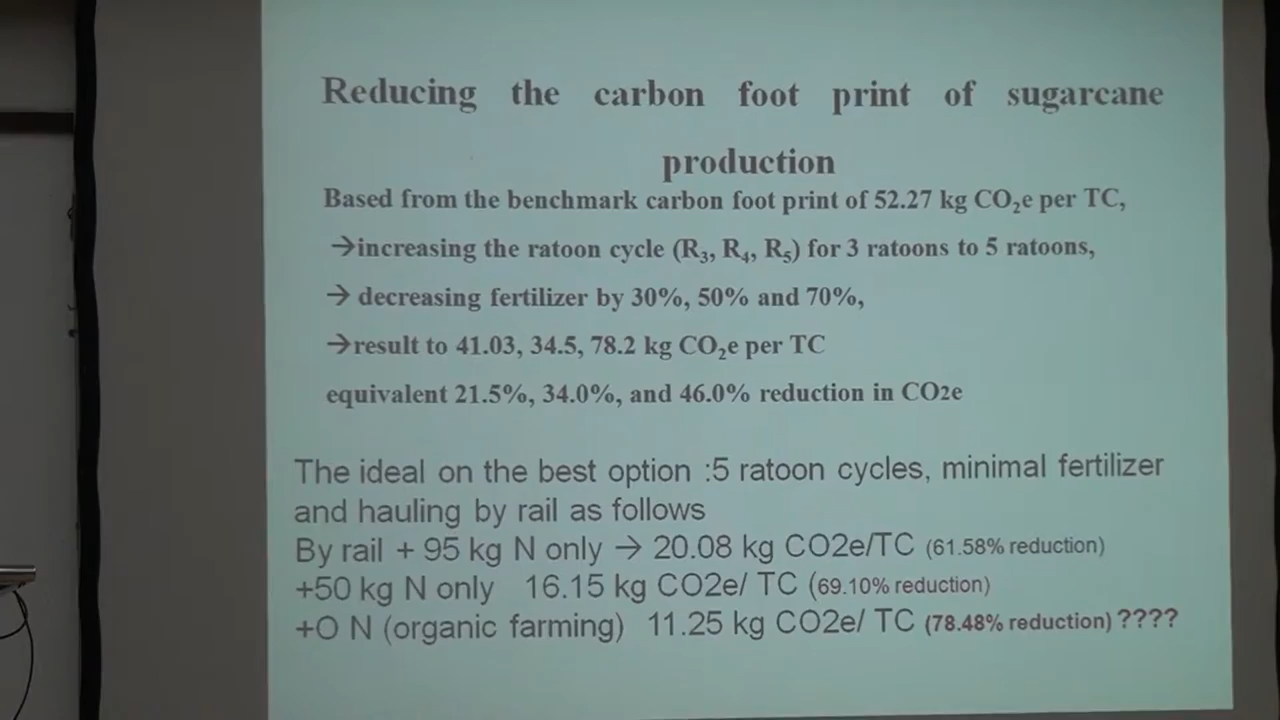 Reducing the carbon foot print of sugarcane
production
Based from the benchmark carbon foot print of 52.27 kg CO₂e per TC,
→increasing the ratoon cycle (R₃, R₄, R₅) for 3 ratoons to 5 ratoons,
→ decreasing fertilizer by 30%, 50% and 70%,
→result to 41.03, 34.5, 78.2 kg CO₂e per TC
equivalent 21.5%, 34.0%, and 46.0% reduction in CO2e
The ideal on the best option :5 ratoon cycles, minimal fertilizer
and hauling by rail as follows
By rail + 95 kg N only → 20.08 kg CO2e/TC (61.58% reduction)
+50 kg N only 16.15 kg CO2e/ TC (69.10% reduction)
+O N (organic farming) 11.25 kg CO2e/ TC (78.48% reduction) ????